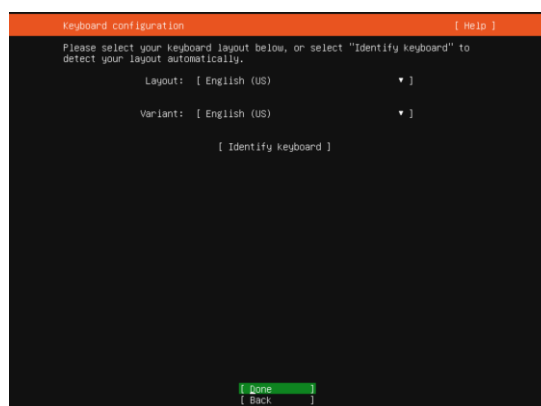 Keyboard configuration [ Help ]
Please select your keyboard layout below, or select "Identify keyboard" to
detect your layout automatically.
Layout: [ English (US) ▾ ]
Variant: [ English (US) ▾ ]
[ Identify keyboard ]
[ Done ]
[ Back ]